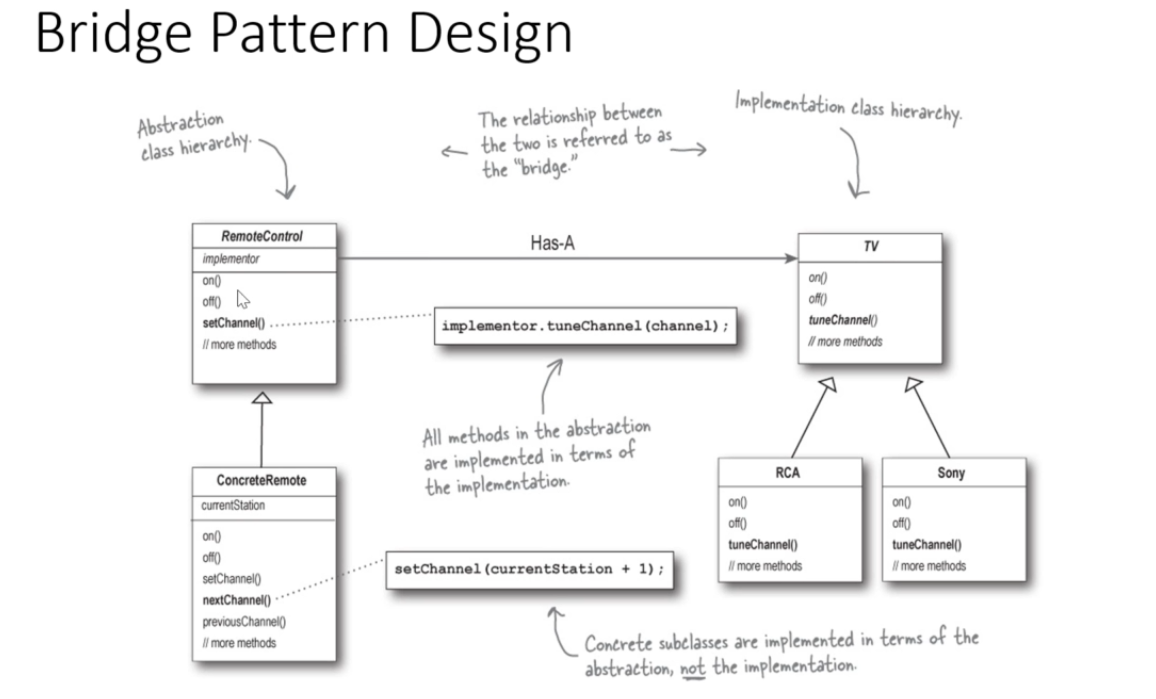 Bridge Pattern Design
Abstraction
class hierarchy.
The relationship between
the two is referred to as
the "bridge."
Implementation class hierarchy.
RemoteControl
implementor
on()
off()
setChannel()
// more methods
Has-A
implementor.tuneChannel(channel);
TV
on()
off()
tuneChannel()
// more methods
All methods in the abstraction
are implemented in terms of
the implementation.
ConcreteRemote
currentStation
on()
off()
setChannel()
nextChannel()
previousChannel()
// more methods
setChannel(currentStation + 1);
RCA
on()
off()
tuneChannel()
// more methods
Sony
on()
off()
tuneChannel()
// more methods
Concrete subclasses are implemented in terms of the
abstraction, not the implementation.